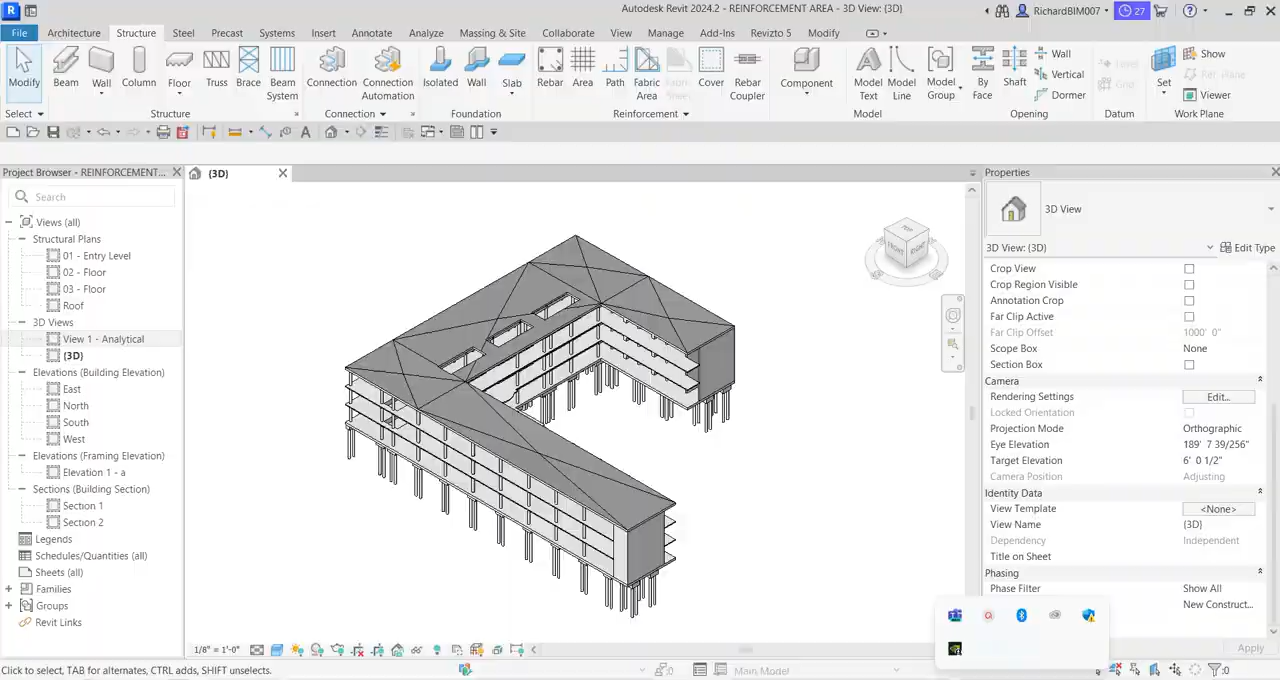 Autodesk Revit 2024.2 - REINFORCEMENT AREA - 3D View: {3D}
RichardBIM007
27
File Architecture Structure Steel Precast Systems Insert Annotate Analyze Massing & Site Collaborate View Manage Add-Ins Revizto 5 Modify
Modify Beam Wall Column Floor Truss Brace Beam System Connection Connection Automation Isolated Wall Slab Rebar Area Path Fabric Area Fabric Sheet Cover Rebar Coupler Component Model Text Model Line Model Group By Face Shaft Wall Vertical Dormer Level Grid Set Show Ref Plane Viewer
Select Structure Connection Foundation Reinforcement Model Opening Datum Work Plane
Project Browser - REINFORCEMENT...
{3D}
Properties
Search
Views (all)
Structural Plans
01 - Entry Level
02 - Floor
03 - Floor
Roof
3D Views
View 1 - Analytical
{3D}
Elevations (Building Elevation)
East
North
South
West
Elevations (Framing Elevation)
Elevation 1 - a
Sections (Building Section)
Section 1
Section 2
Legends
Schedules/Quantities (all)
Sheets (all)
Families
Groups
Revit Links
TOP
FRONT
RIGHT
3D View
3D View: {3D} Edit Type
Crop View
Crop Region Visible
Annotation Crop
Far Clip Active
Far Clip Offset 1000' 0"
Scope Box None
Section Box
Camera
Rendering Settings Edit...
Locked Orientation
Projection Mode Orthographic
Eye Elevation 189' 7 39/256"
Target Elevation 6' 0 1/2"
Camera Position Adjusting
Identity Data
View Template <None>
View Name {3D}
Dependency Independent
Title on Sheet
Phasing
Phase Filter Show All
New Construct...
Apply
1/8" = 1'-0"
Click to select, TAB for alternates, CTRL adds, SHIFT unselects.
:0
Main Model
:0